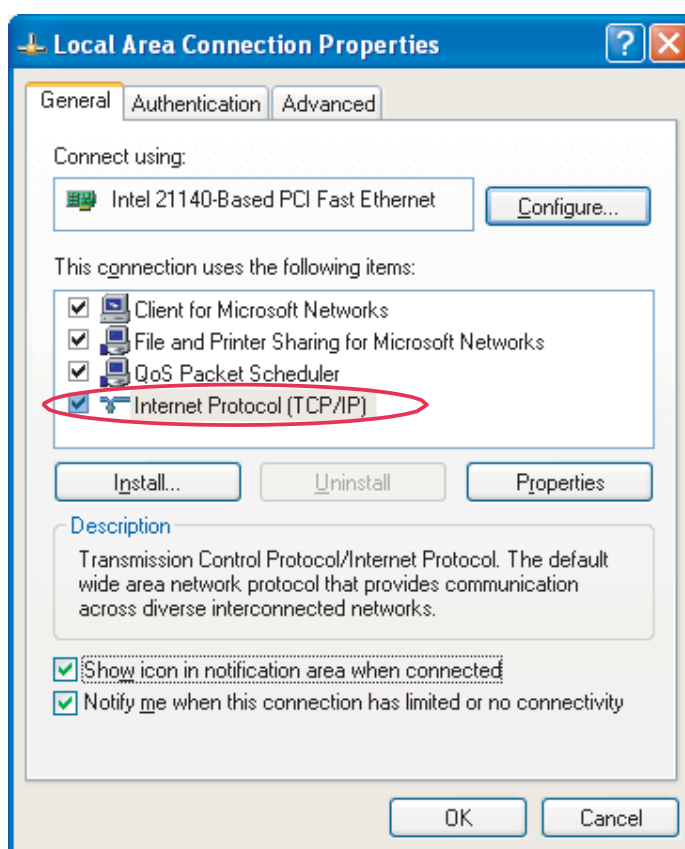 Local Area Connection Properties
General Authentication Advanced
Connect using:
Intel 21140-Based PCI Fast Ethernet Configure...
This connection uses the following items:
Client for Microsoft Networks
File and Printer Sharing for Microsoft Networks
QoS Packet Scheduler
Internet Protocol (TCP/IP)
Install... Uninstall Properties
Description
Transmission Control Protocol/Internet Protocol. The default
wide area network protocol that provides communication
across diverse interconnected networks.
Show icon in notification area when connected
Notify me when this connection has limited or no connectivity
OK Cancel